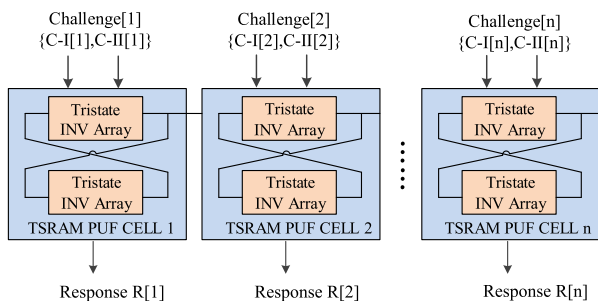 Challenge[1]
{C-I[1],C-II[1]}
Tristate
INV Array
Tristate
INV Array
TSRAM PUF CELL 1
Response R[1]
Challenge[2]
{C-I[2],C-II[2]}
Tristate
INV Array
Tristate
INV Array
TSRAM PUF CELL 2
Response R[2]
Challenge[n]
{C-I[n],C-II[n]}
Tristate
INV Array
Tristate
INV Array
TSRAM PUF CELL n
Response R[n]